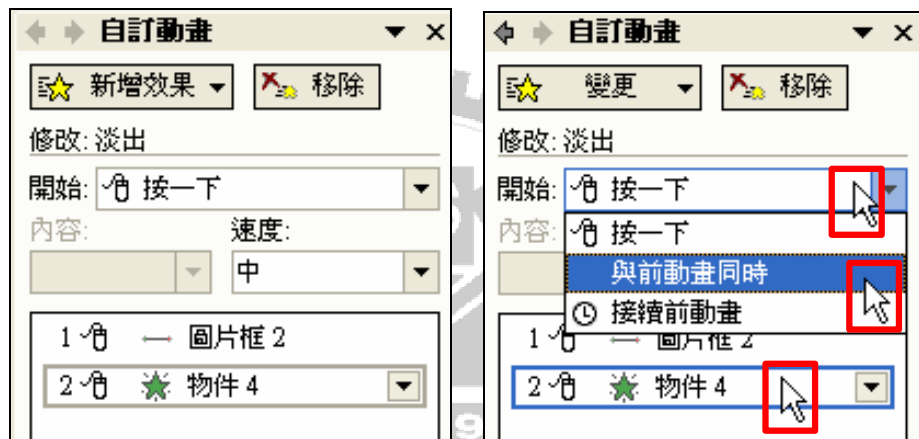 自訂動畫
新增效果 移除
修改: 淡出
開始: 按一下
內容: 速度:
中
1 圖片框 2
2 物件 4
自訂動畫
變更 移除
修改: 淡出
開始: 按一下
內容: 按一下
與前動畫同時
接續前動畫
1 圖片框 2
2 物件 4